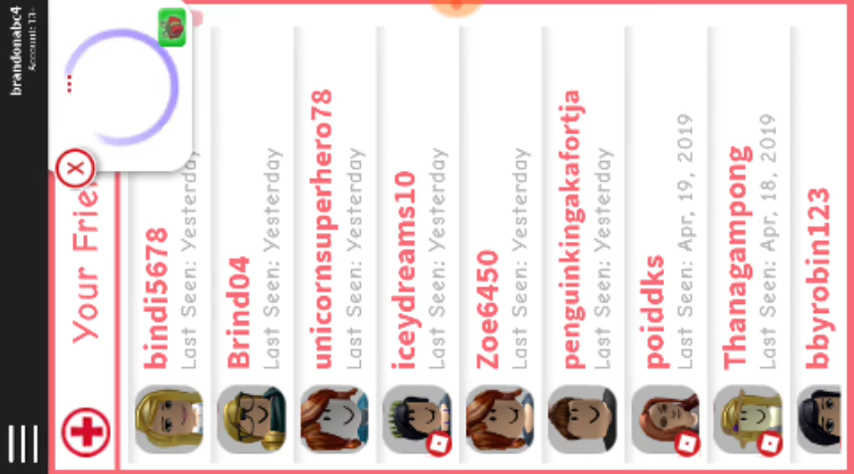 brandonabc4
Account: 13+
Your Frie
bindi5678
Last Seen: Yesterday
Brind04
Last Seen: Yesterday
unicornsuperhero78
Last Seen: Yesterday
iceydreams10
Last Seen: Yesterday
Zoe6450
Last Seen: Yesterday
penguinkingakafortja
Last Seen: Yesterday
poiddks
Last Seen: Apr, 19, 2019
Thanagampong
Last Seen: Apr, 18, 2019
bbyrobin123